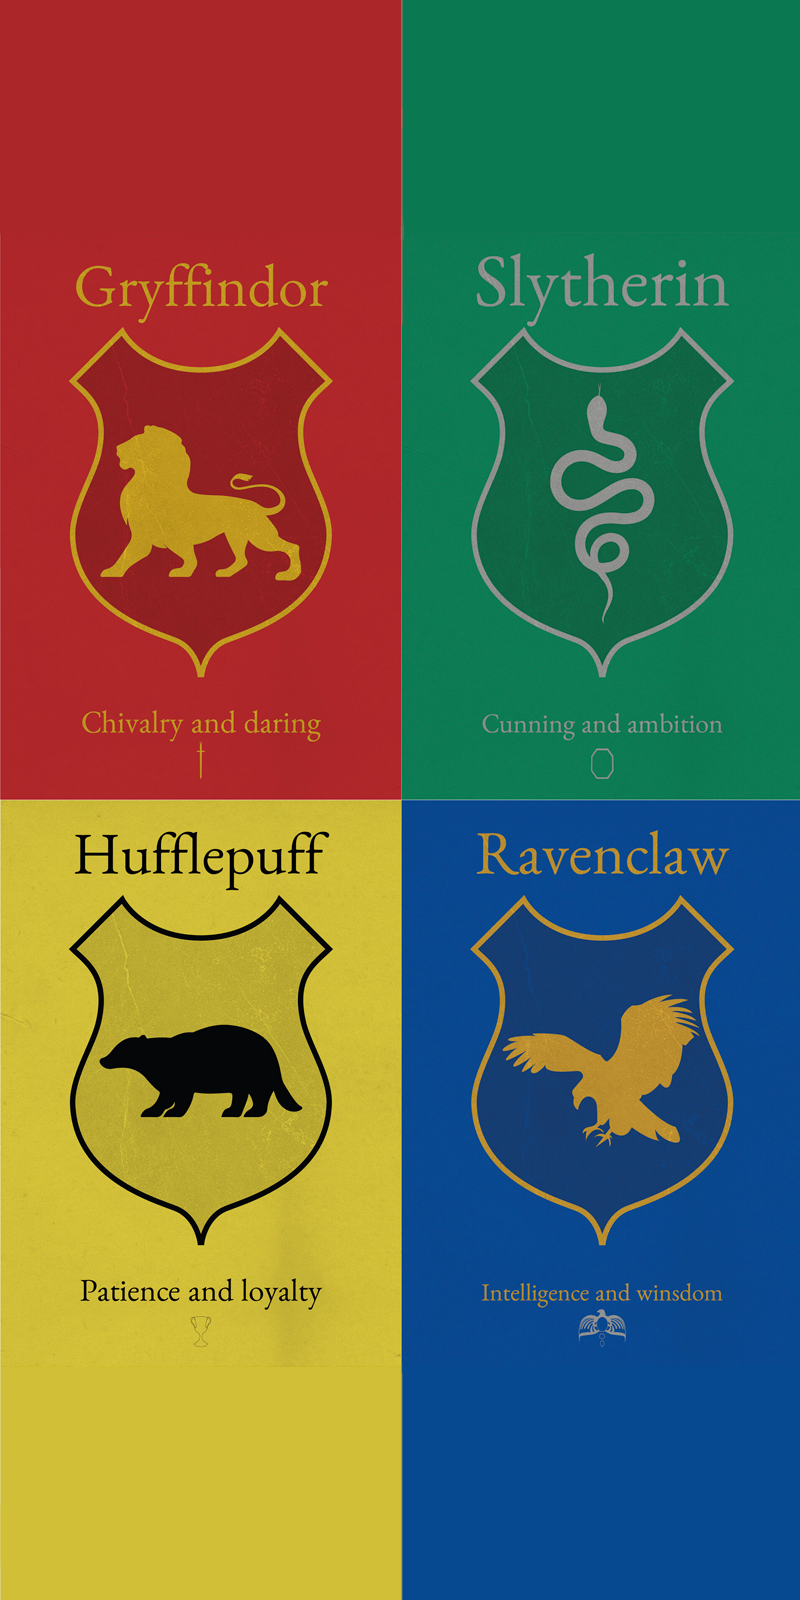 Gryffindor
Slytherin
Chivalry and daring
Cunning and ambition
Hufflepuff
Ravenclaw
Patience and loyalty
Intelligence and winsdom